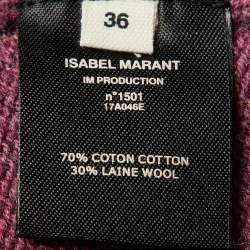 36
ISABEL MARANT
IM PRODUCTION
n°1501
17A046E
70% COTON COTTON
30% LAINE WOOL